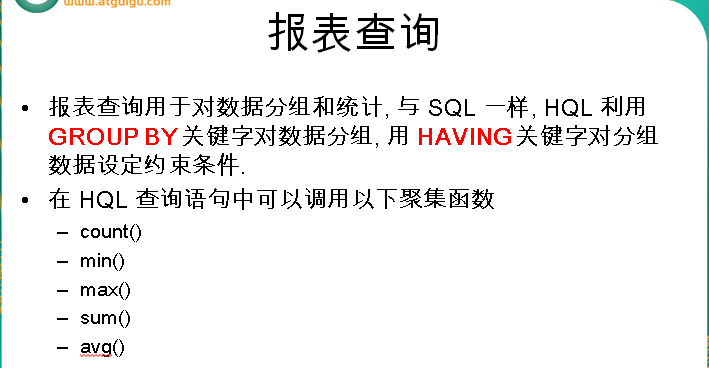 www.atguigu.com
报表查询
• 报表查询用于对数据分组和统计, 与 SQL 一样, HQL 利用
GROUP BY 关键字对数据分组, 用 HAVING 关键字对分组
数据设定约束条件.
• 在 HQL 查询语句中可以调用以下聚集函数
– count()
– min()
– max()
– sum()
– avg()